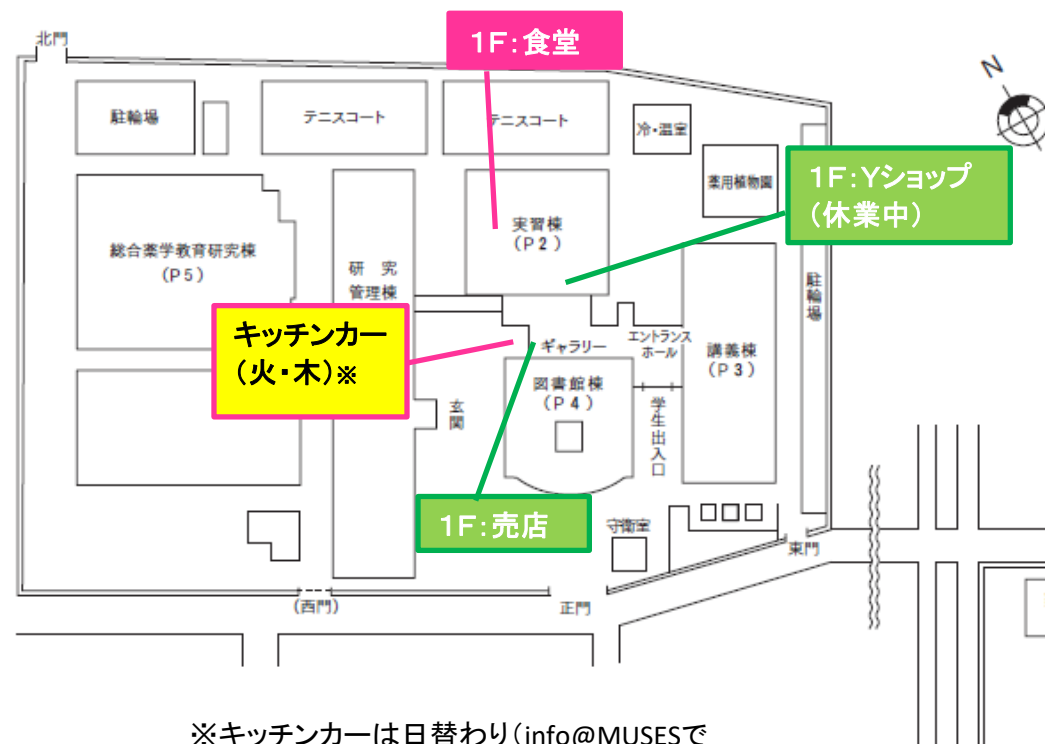 北門
1F:食堂
N
駐輪場
テニスコート
テニスコート
冷・温室
薬用植物園
1F:Yショップ
(休業中)
総合薬学教育研究棟
(P5)
研 究
管理棟
実習棟
(P2)
駐輪場
キッチンカー
(火・木)※
ギャラリー
エントランス
ホール
講義棟
(P3)
図書館棟
(P4)
玄関
学生出入口
1F:売店
守衛室
東門
(西門)
正門
※キッチンカーは日替わり(info@MUSESで